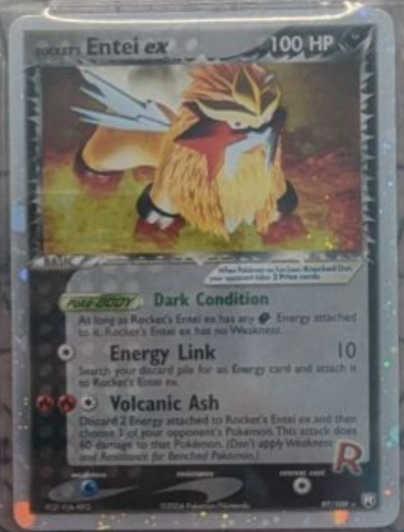 ROCKET'S Entei ex 100 HP
BASIC
When Pokémon-ex has been Knocked Out,
your opponent takes 2 Prize cards.
POKé-BODY Dark Condition
As long as Rocket's Entei ex has any Energy attached
to it, Rocket's Entei ex has no Weakness.
Energy Link 10
Search your discard pile for an Energy card and attach it
to Rocket's Entei ex.
Volcanic Ash
Discard 2 Energy attached to Rocket's Entei ex and then
choose 1 of your opponent's Pokémon. This attack does
60 damage to that Pokémon. (Don't apply Weakness
and Resistance for Benched Pokémon.)
R
weakness resistance retreat cost
©2004 Pokémon/Nintendo 97/109
R